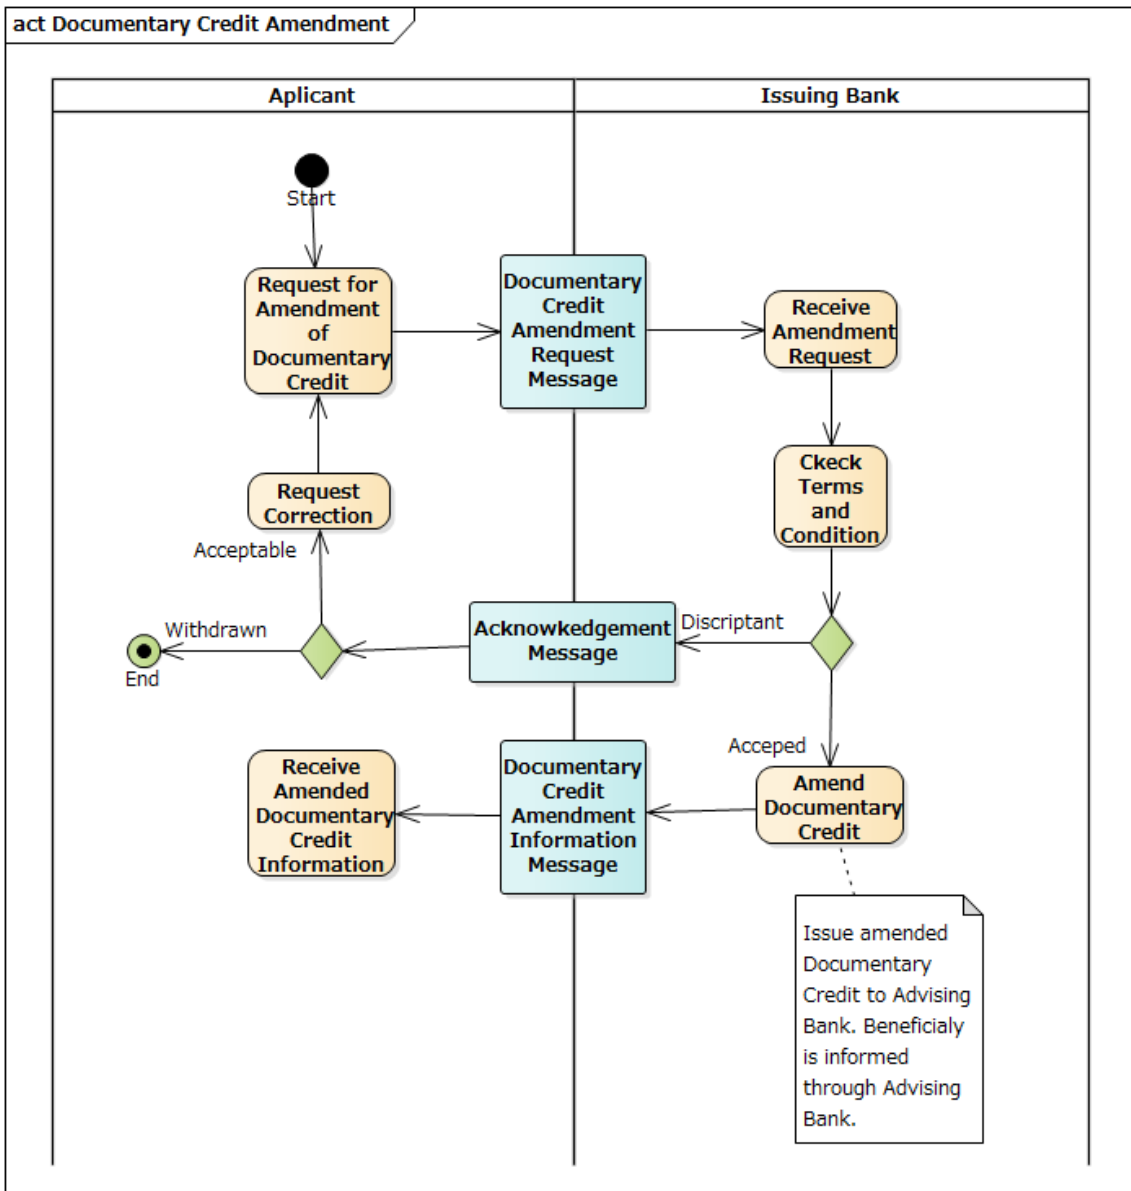 act Documentary Credit Amendment
Aplicant
Issuing Bank
Start
Request for
Amendment
of
Documentary
Credit
Documentary
Credit
Amendment
Request
Message
Receive
Amendment
Request
Ckeck
Terms
and
Condition
Request
Correction
Acceptable
Withdrawn
End
Acknowkedgement
Message
Discriptant
Acceped
Receive
Amended
Documentary
Credit
Information
Documentary
Credit
Amendment
Information
Message
Amend
Documentary
Credit
Issue amended
Documentary
Credit to Advising
Bank. Beneficialy
is informed
through Advising
Bank.